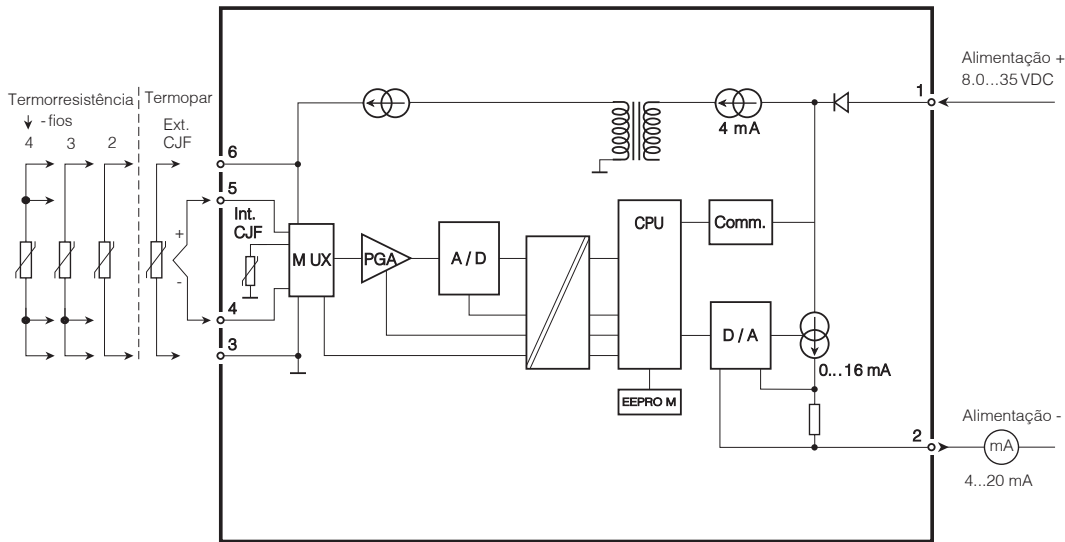 Alimentação +
8.0...35 VDC
1
4 mA
Termorresistência
Termopar
- fios
Ext.
CJF
4
3
2
6
5
Int.
CJF
+
-
4
3
MUX
PGA
A / D
CPU
Comm.
D / A
0... 16 mA
EEPRO M
Alimentação -
2
mA
4...20 mA